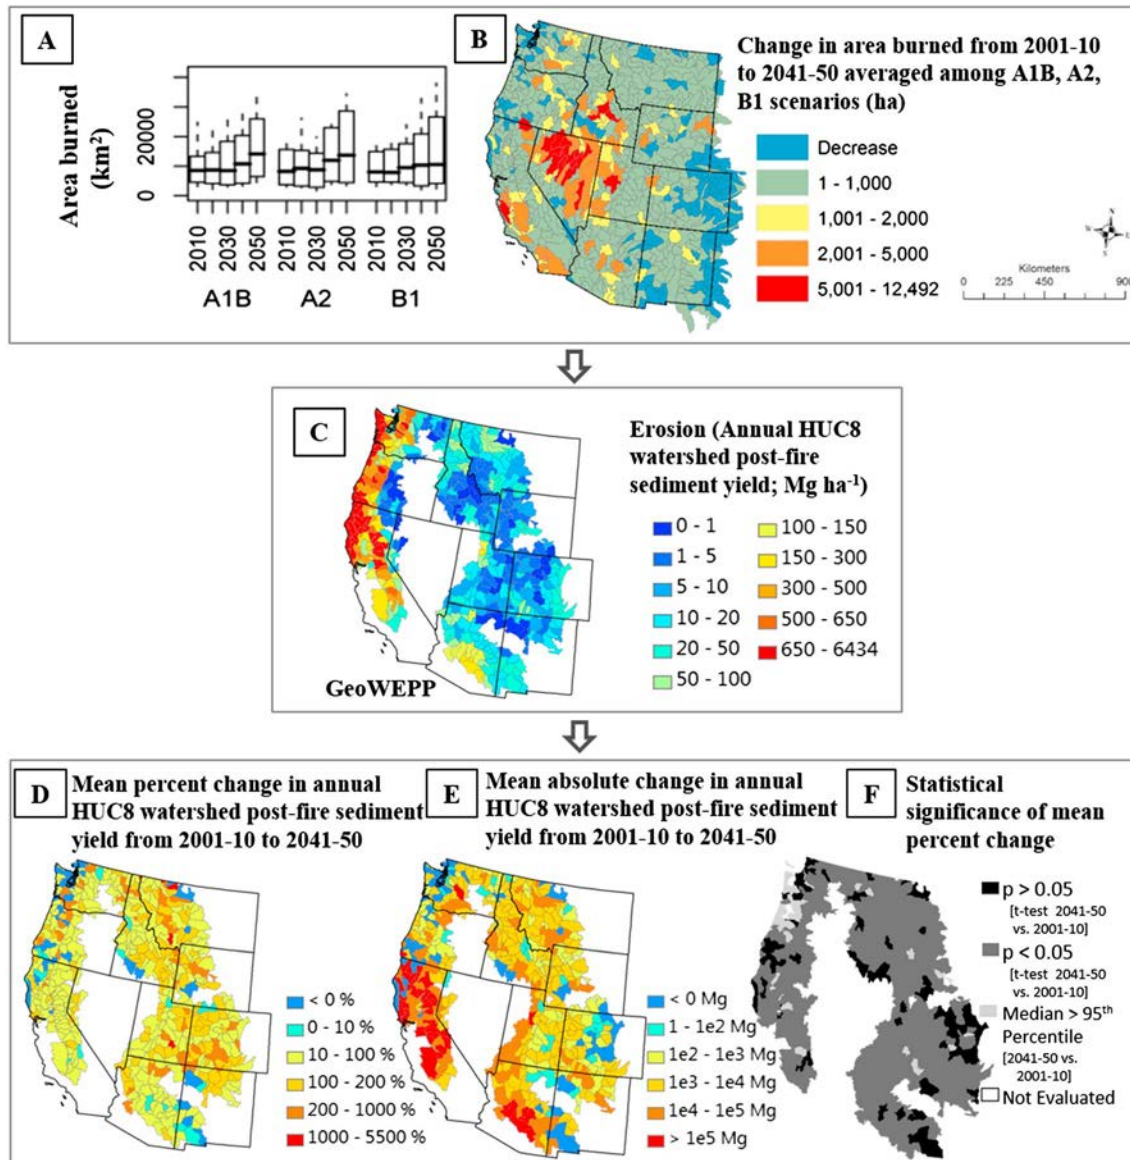 A
Area burned
(km²)
20000
0
2010
2030
2050
2010
2030
2050
2010
2030
2050
A1B
A2
B1
B
Change in area burned from 2001-10
to 2041-50 averaged among A1B, A2,
B1 scenarios (ha)
Decrease
1 - 1,000
1,001 - 2,000
2,001 - 5,000
5,001 - 12,492
N
W
E
S
Kilometers
0 225 450 900
C
Erosion (Annual HUC8
watershed post-fire
sediment yield; Mg ha⁻¹)
0 - 1
1 - 5
5 - 10
10 - 20
20 - 50
50 - 100
100 - 150
150 - 300
300 - 500
500 - 650
650 - 6434
GeoWEPP
D
Mean percent change in annual
HUC8 watershed post-fire sediment
yield from 2001-10 to 2041-50
< 0 %
0 - 10 %
10 - 100 %
100 - 200 %
200 - 1000 %
1000 - 5500 %
E
Mean absolute change in annual
HUC8 watershed post-fire sediment
yield from 2001-10 to 2041-50
< 0 Mg
1 - 1e2 Mg
1e2 - 1e3 Mg
1e3 - 1e4 Mg
1e4 - 1e5 Mg
> 1e5 Mg
F
Statistical
significance of mean
percent change
p > 0.05
[t-test 2041-50
vs. 2001-10]
p < 0.05
[t-test 2041-50
vs. 2001-10]
Median > 95th
Percentile
[2041-50 vs.
2001-10]
Not Evaluated